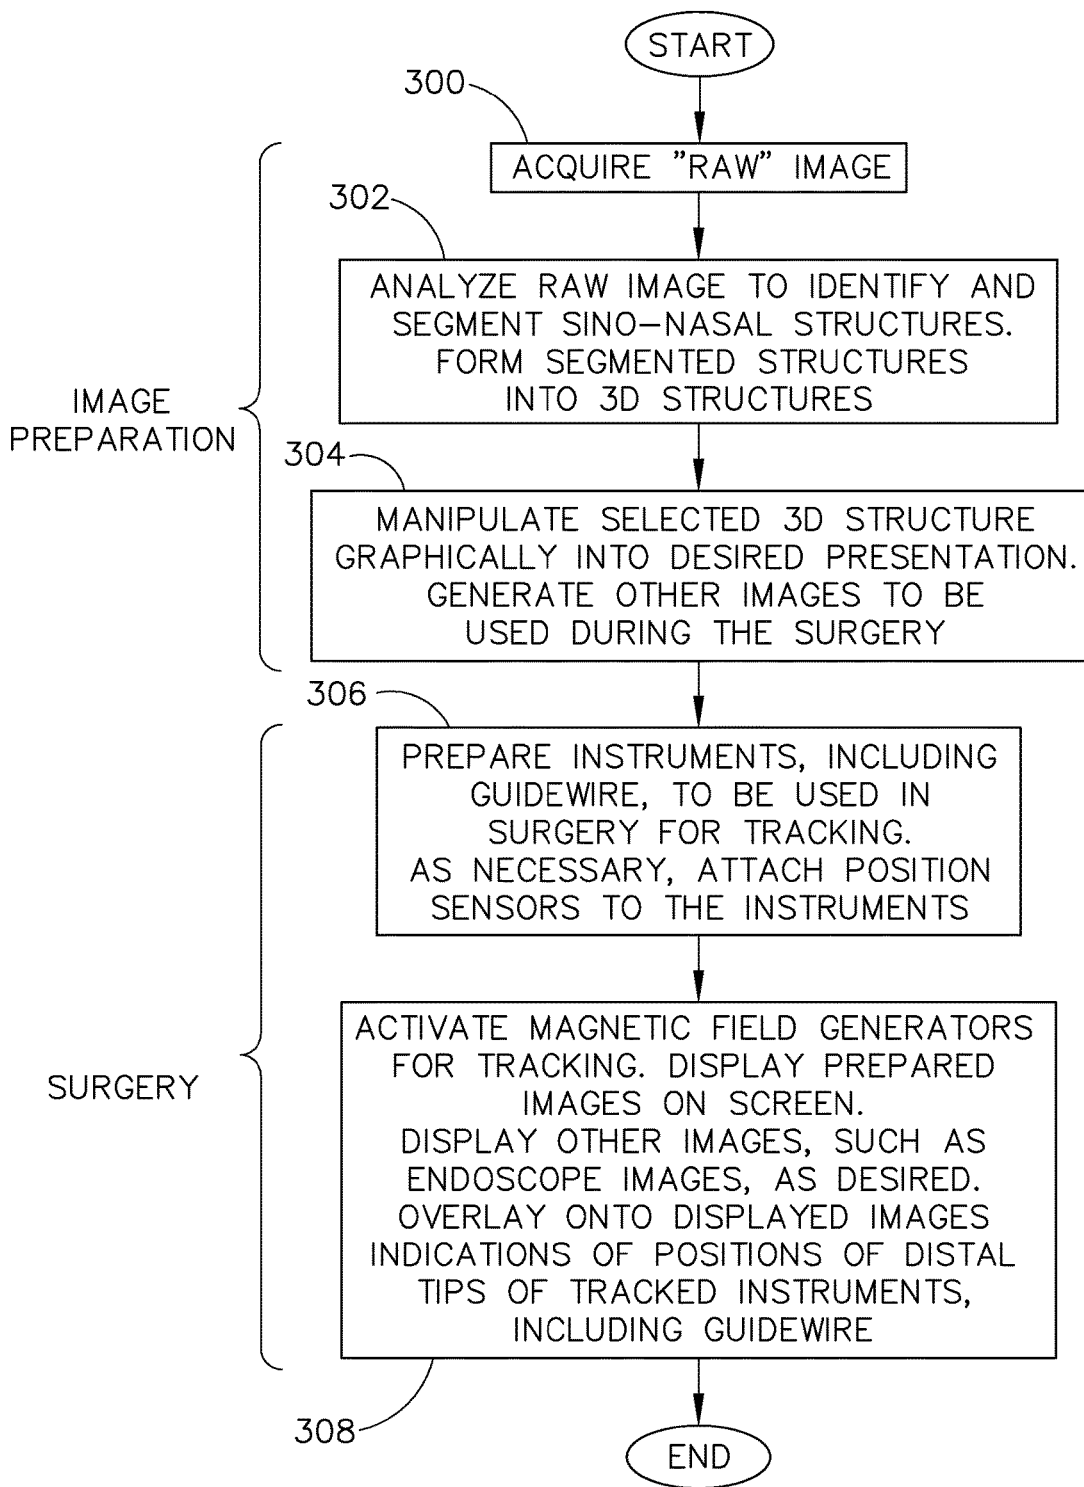 START
300
ACQUIRE "RAW" IMAGE
302
ANALYZE RAW IMAGE TO IDENTIFY AND
SEGMENT SINO-NASAL STRUCTURES.
FORM SEGMENTED STRUCTURES
INTO 3D STRUCTURES
IMAGE
PREPARATION
304
MANIPULATE SELECTED 3D STRUCTURE
GRAPHICALLY INTO DESIRED PRESENTATION.
GENERATE OTHER IMAGES TO BE
USED DURING THE SURGERY
306
PREPARE INSTRUMENTS, INCLUDING
GUIDEWIRE, TO BE USED IN
SURGERY FOR TRACKING.
AS NECESSARY, ATTACH POSITION
SENSORS TO THE INSTRUMENTS
SURGERY
ACTIVATE MAGNETIC FIELD GENERATORS
FOR TRACKING. DISPLAY PREPARED
IMAGES ON SCREEN.
DISPLAY OTHER IMAGES, SUCH AS
ENDOSCOPE IMAGES, AS DESIRED.
OVERLAY ONTO DISPLAYED IMAGES
INDICATIONS OF POSITIONS OF DISTAL
TIPS OF TRACKED INSTRUMENTS,
INCLUDING GUIDEWIRE
308
END